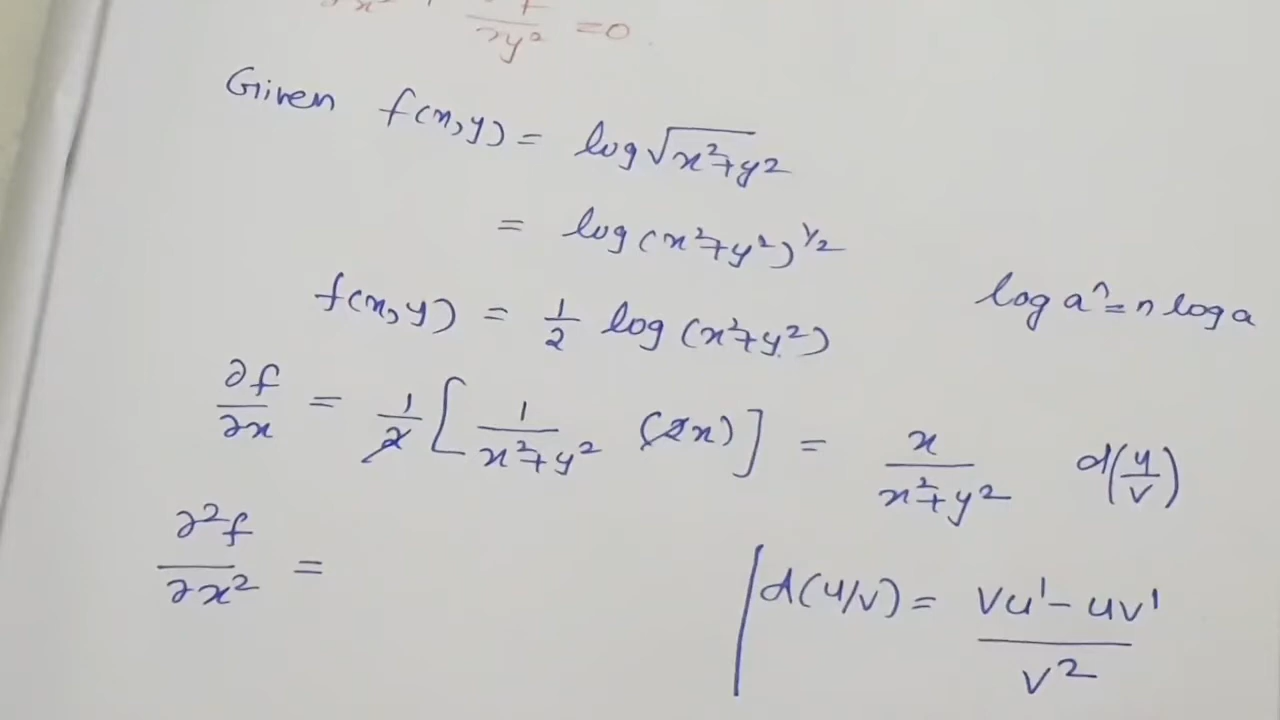 ∂y² = 0
Given f(x,y) = log √x²+y²
= log (x²+y²)^1/2
f(x,y) = 1/2 log (x²+y²)
log aⁿ = n log a
∂f/∂x = 1/2 [ 1/x²+y² (2x) ] = x/x²+y²
d(u/v)
∂²f/∂x² =
d(u/v) = vu' - uv' / v²